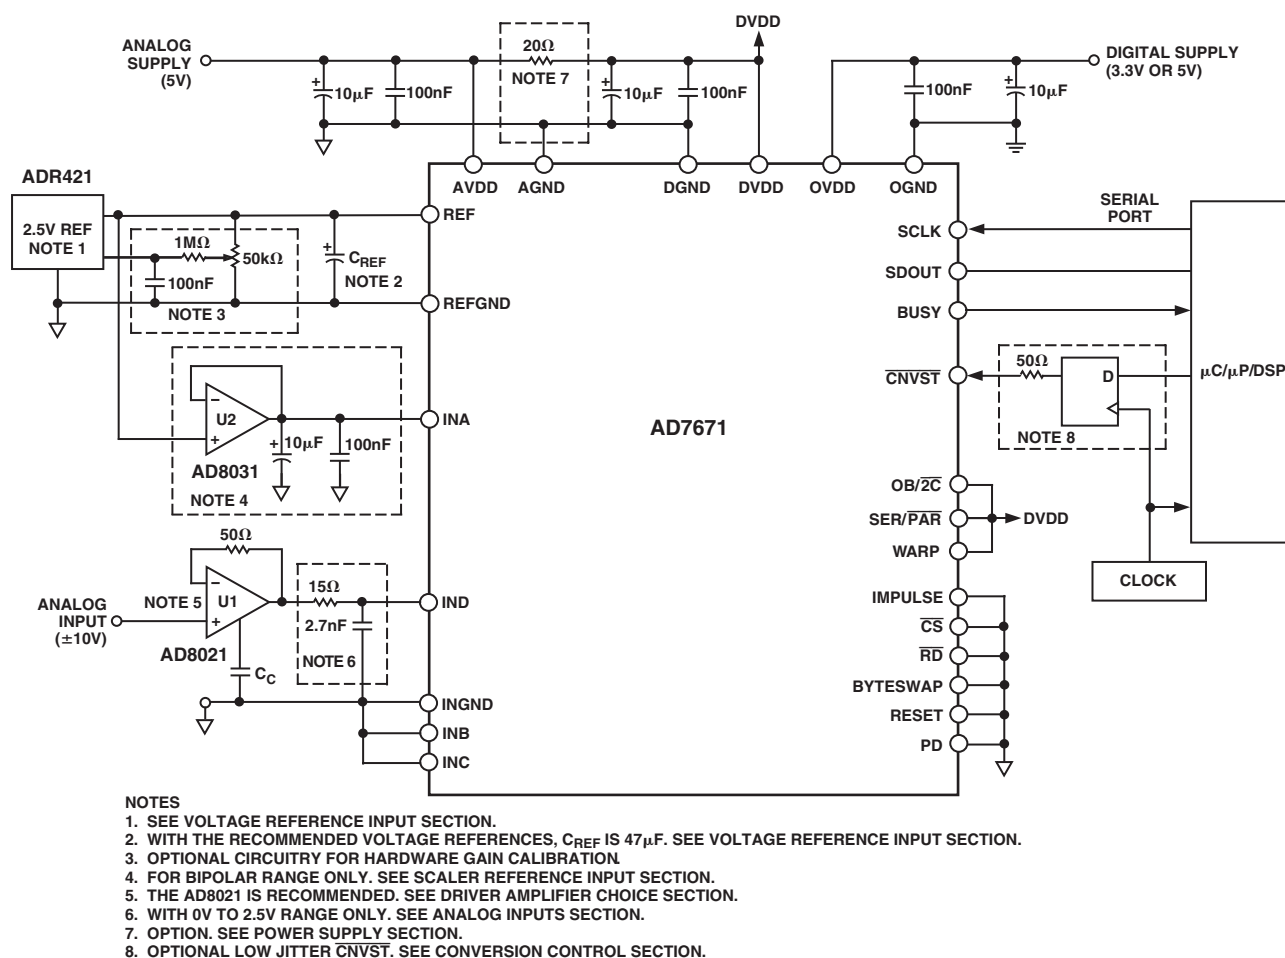 DVDD
ANALOG
SUPPLY
(5V)
20Ω
NOTE 7
DIGITAL SUPPLY
(3.3V OR 5V)
+
10μF
100nF
+
10μF
100nF
100nF
+
10μF
ADR421
AVDD
AGND
DGND
DVDD
OVDD
OGND
2.5V REF
NOTE 1
REF
SERIAL
PORT
SCLK
1MΩ
50kΩ
+
CREF
NOTE 2
100nF
SDOUT
NOTE 3
REFGND
BUSY
50Ω
D
μC/μP/DSP
CNVST
−
U2
+
AD8031
+
10μF
100nF
INA
AD7671
NOTE 8
NOTE 4
OB/2C
SER/PAR
DVDD
WARP
50Ω
−
U1
+
NOTE 5
ANALOG
INPUT
(±10V)
AD8021
15Ω
2.7nF
NOTE 6
IND
CLOCK
IMPULSE
CS
RD
CC
BYTESWAP
INGND
RESET
INB
PD
INC
NOTES
1. SEE VOLTAGE REFERENCE INPUT SECTION.
2. WITH THE RECOMMENDED VOLTAGE REFERENCES, CREF IS 47μF. SEE VOLTAGE REFERENCE INPUT SECTION.
3. OPTIONAL CIRCUITRY FOR HARDWARE GAIN CALIBRATION.
4. FOR BIPOLAR RANGE ONLY. SEE SCALER REFERENCE INPUT SECTION.
5. THE AD8021 IS RECOMMENDED. SEE DRIVER AMPLIFIER CHOICE SECTION.
6. WITH 0V TO 2.5V RANGE ONLY. SEE ANALOG INPUTS SECTION.
7. OPTION. SEE POWER SUPPLY SECTION.
8. OPTIONAL LOW JITTER CNVST. SEE CONVERSION CONTROL SECTION.